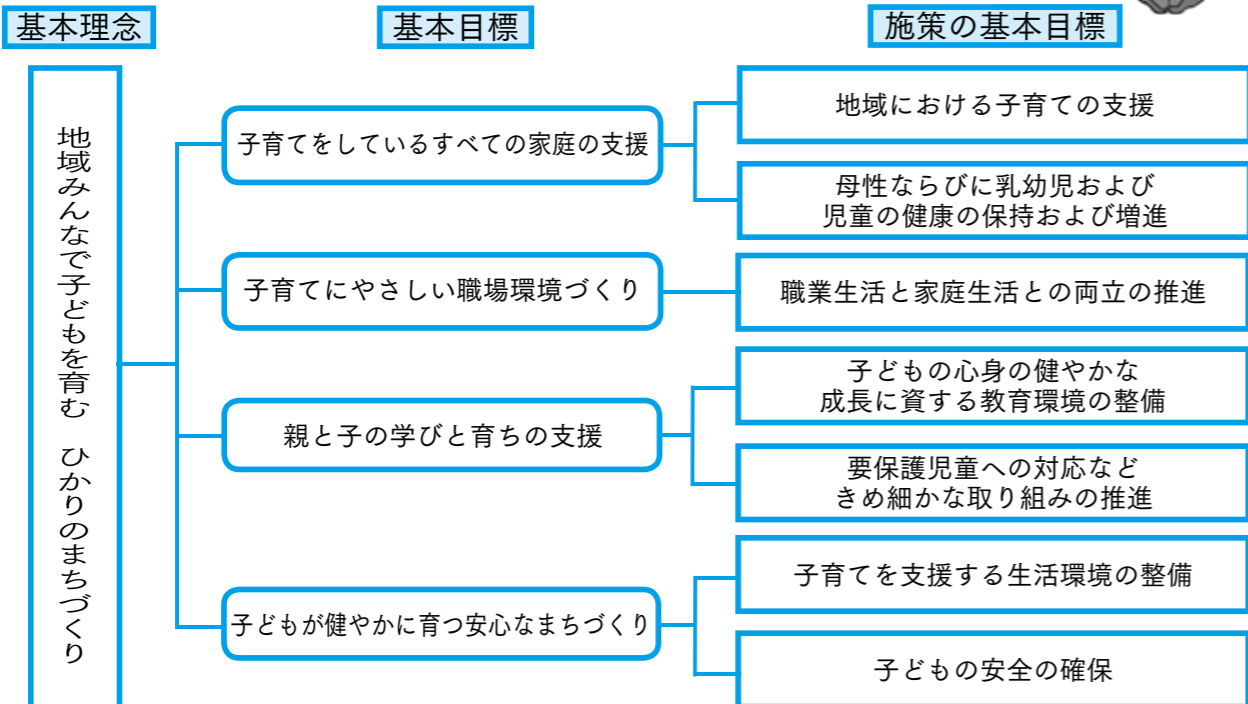 基本理念
基本目標
施策の基本目標
地域みんなで子どもを育む ひかりのまちづくり
子育てをしているすべての家庭の支援
地域における子育ての支援
母性ならびに乳幼児および
児童の健康の保持および増進
子育てにやさしい職場環境づくり
職業生活と家庭生活との両立の推進
親と子の学びと育ちの支援
子どもの心身の健やかな
成長に資する教育環境の整備
要保護児童への対応など
きめ細かな取り組みの推進
子どもが健やかに育つ安心なまちづくり
子育てを支援する生活環境の整備
子どもの安全の確保